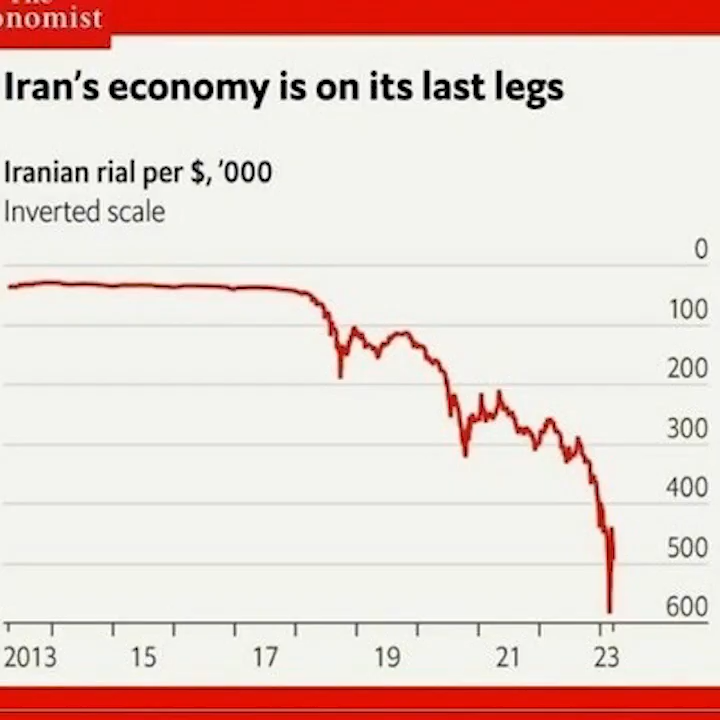 onomist
Iran's economy is on its last legs
Iranian rial per $, '000
Inverted scale
0
100
200
300
400
500
600
2013 15 17 19 21 23